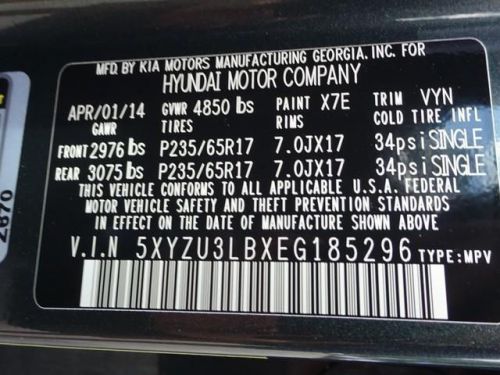 MFD. BY KIA MOTORS MANUFACTURING GEORGIA, INC. FOR
HYUNDAI MOTOR COMPANY
APR/01/14 GVWR 4850 lbs PAINT X7E TRIM VYN
GAWR TIRES RIMS COLD TIRE INFL
FRONT 2976 lbs P235/65R17 7.0JX17 34psi SINGLE
REAR 3075 lbs P235/65R17 7.0JX17 34psi SINGLE
THIS VEHICLE CONFORMS TO ALL APPLICABLE U.S.A. FEDERAL
MOTOR VEHICLE SAFETY AND THEFT PREVENTION STANDARDS
IN EFFECT ON THE DATE OF MANUFACTURE SHOWN ABOVE
V.I.N 5XYZU3LBXEG185296 TYPE:MPV
2870